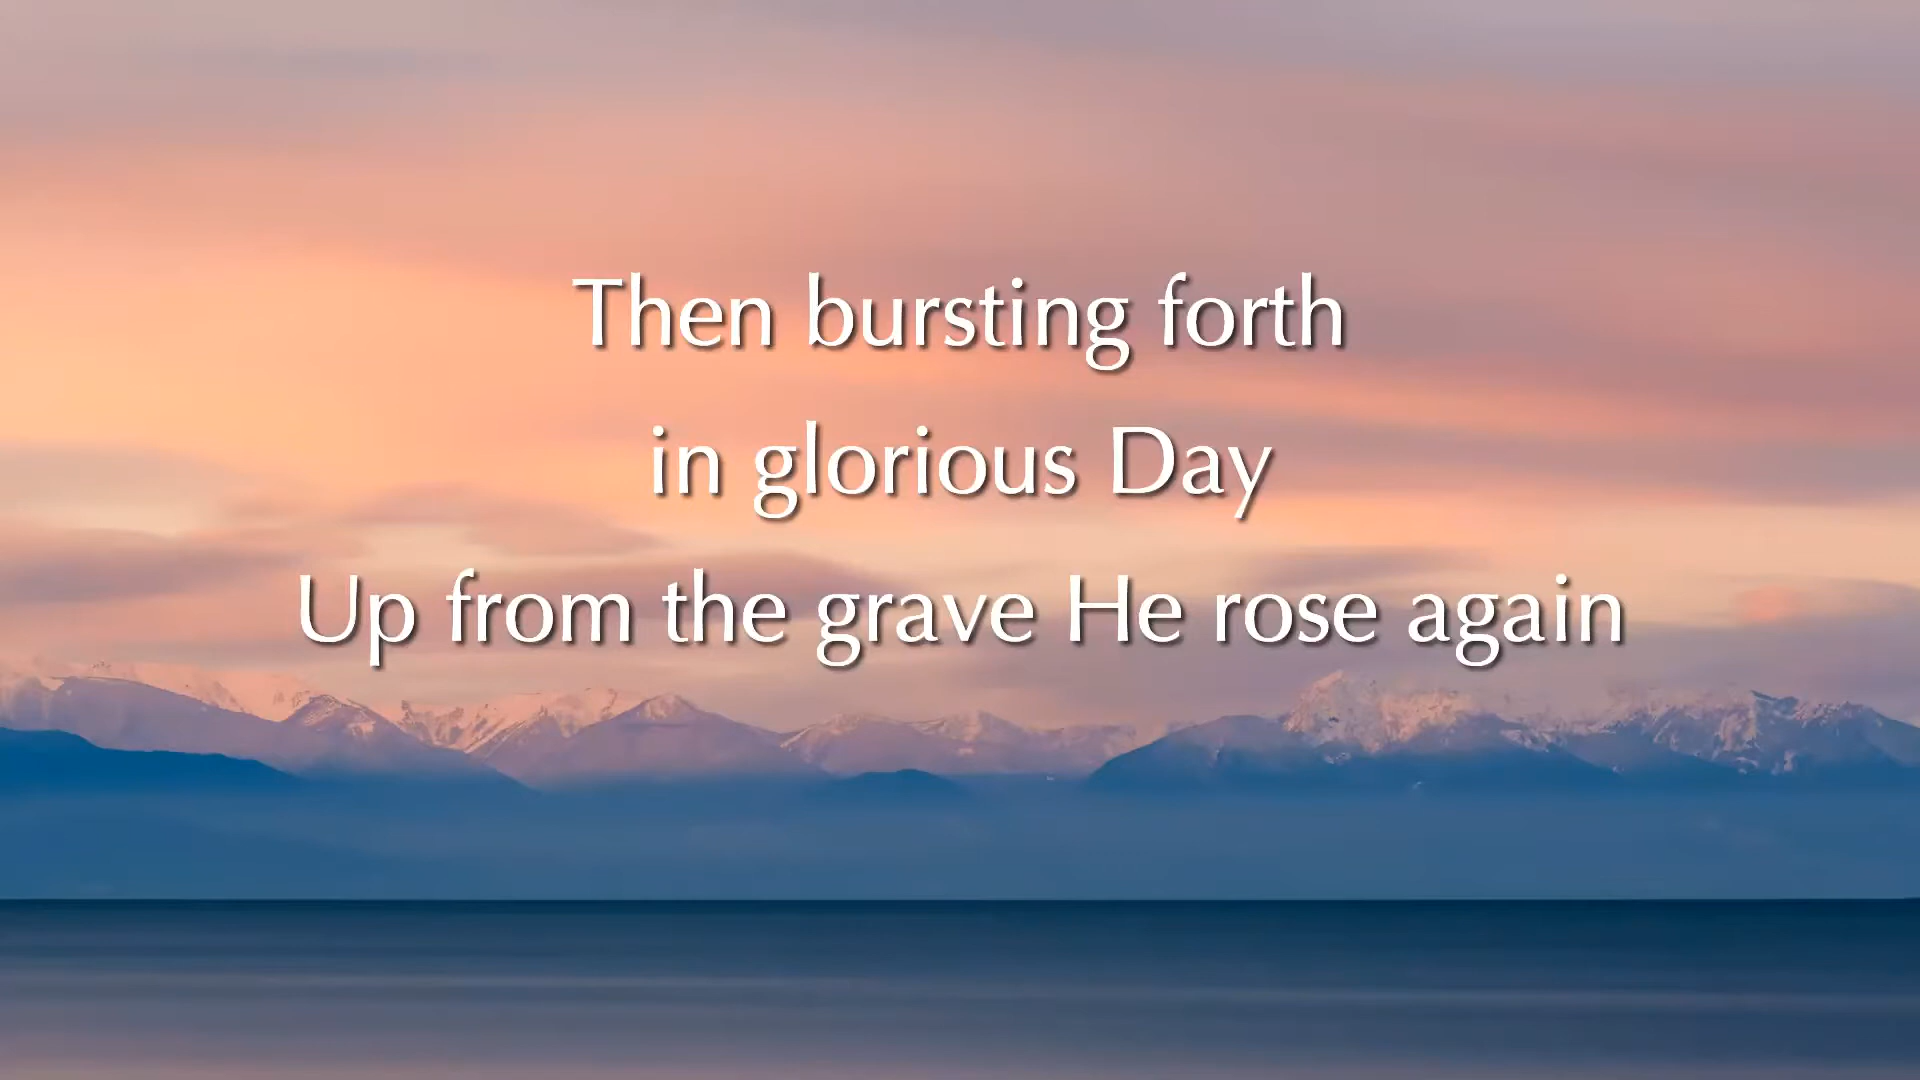 Then bursting forth
in glorious Day
Up from the grave He rose again